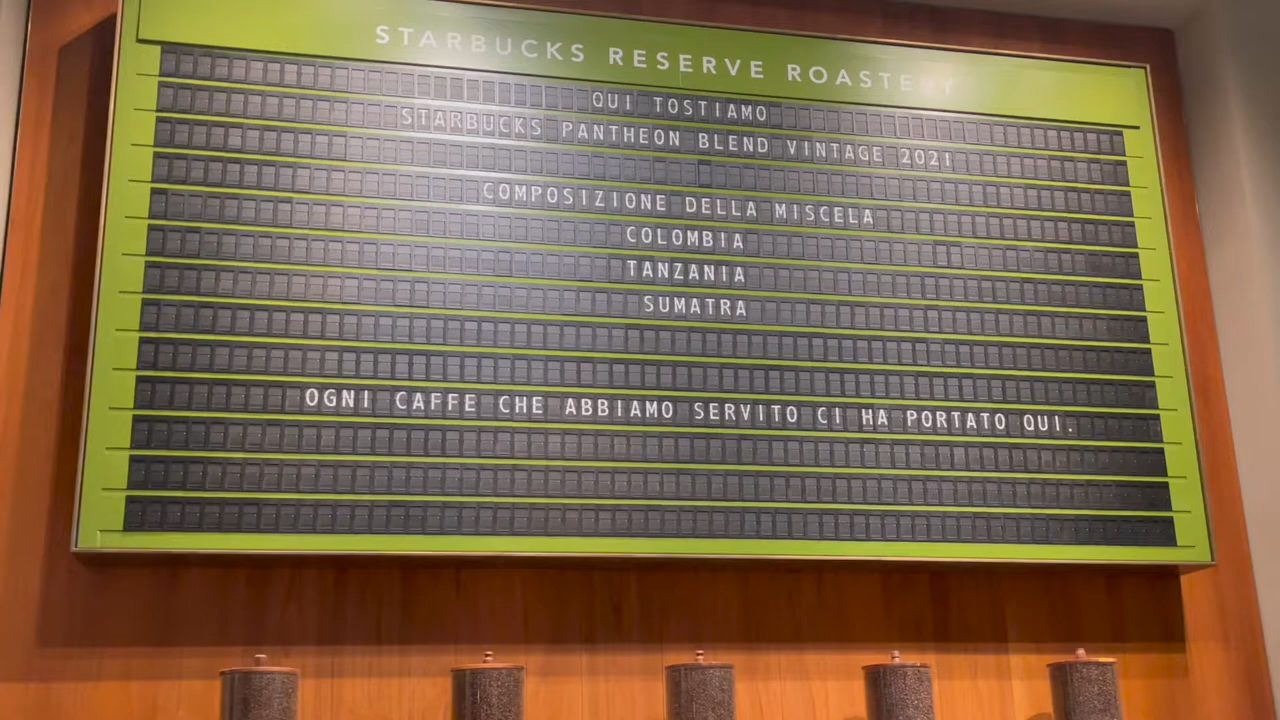 STARBUCKS RESERVE ROASTERY
QUI TOSTIAMO
STARBUCKS PANTHEON BLEND VINTAGE 2021
COMPOSIZIONE DELLA MISCELA
COLOMBIA
TANZANIA
SUMATRA
OGNI CAFFE CHE ABBIAMO SERVITO CI HA PORTATO QUI.